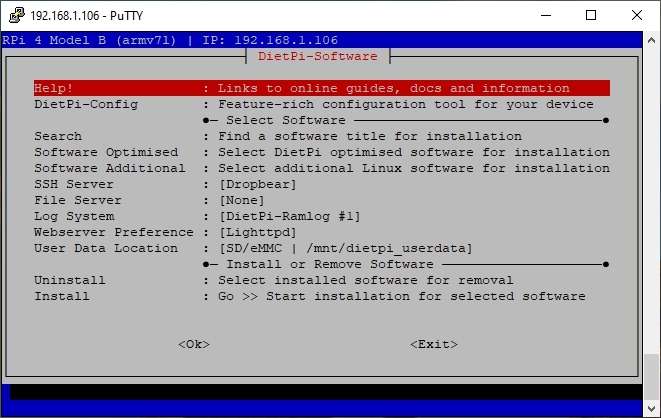 192.168.1.106 - PuTTY
RPi 4 Model B (armv7l) | IP: 192.168.1.106
DietPi-Software
Help! : Links to online guides, docs and information
DietPi-Config : Feature-rich configuration tool for your device
●─ Select Software ─●
Search : Find a software title for installation
Software Optimised : Select DietPi optimised software for installation
Software Additional : Select additional Linux software for installation
SSH Server : [Dropbear]
File Server : [None]
Log System : [DietPi-Ramlog #1]
Webserver Preference : [Lighttpd]
User Data Location : [SD/eMMC | /mnt/dietpi_userdata]
●─ Install or Remove Software ─●
Uninstall : Select installed software for removal
Install : Go >> Start installation for selected software
<Ok> <Exit>